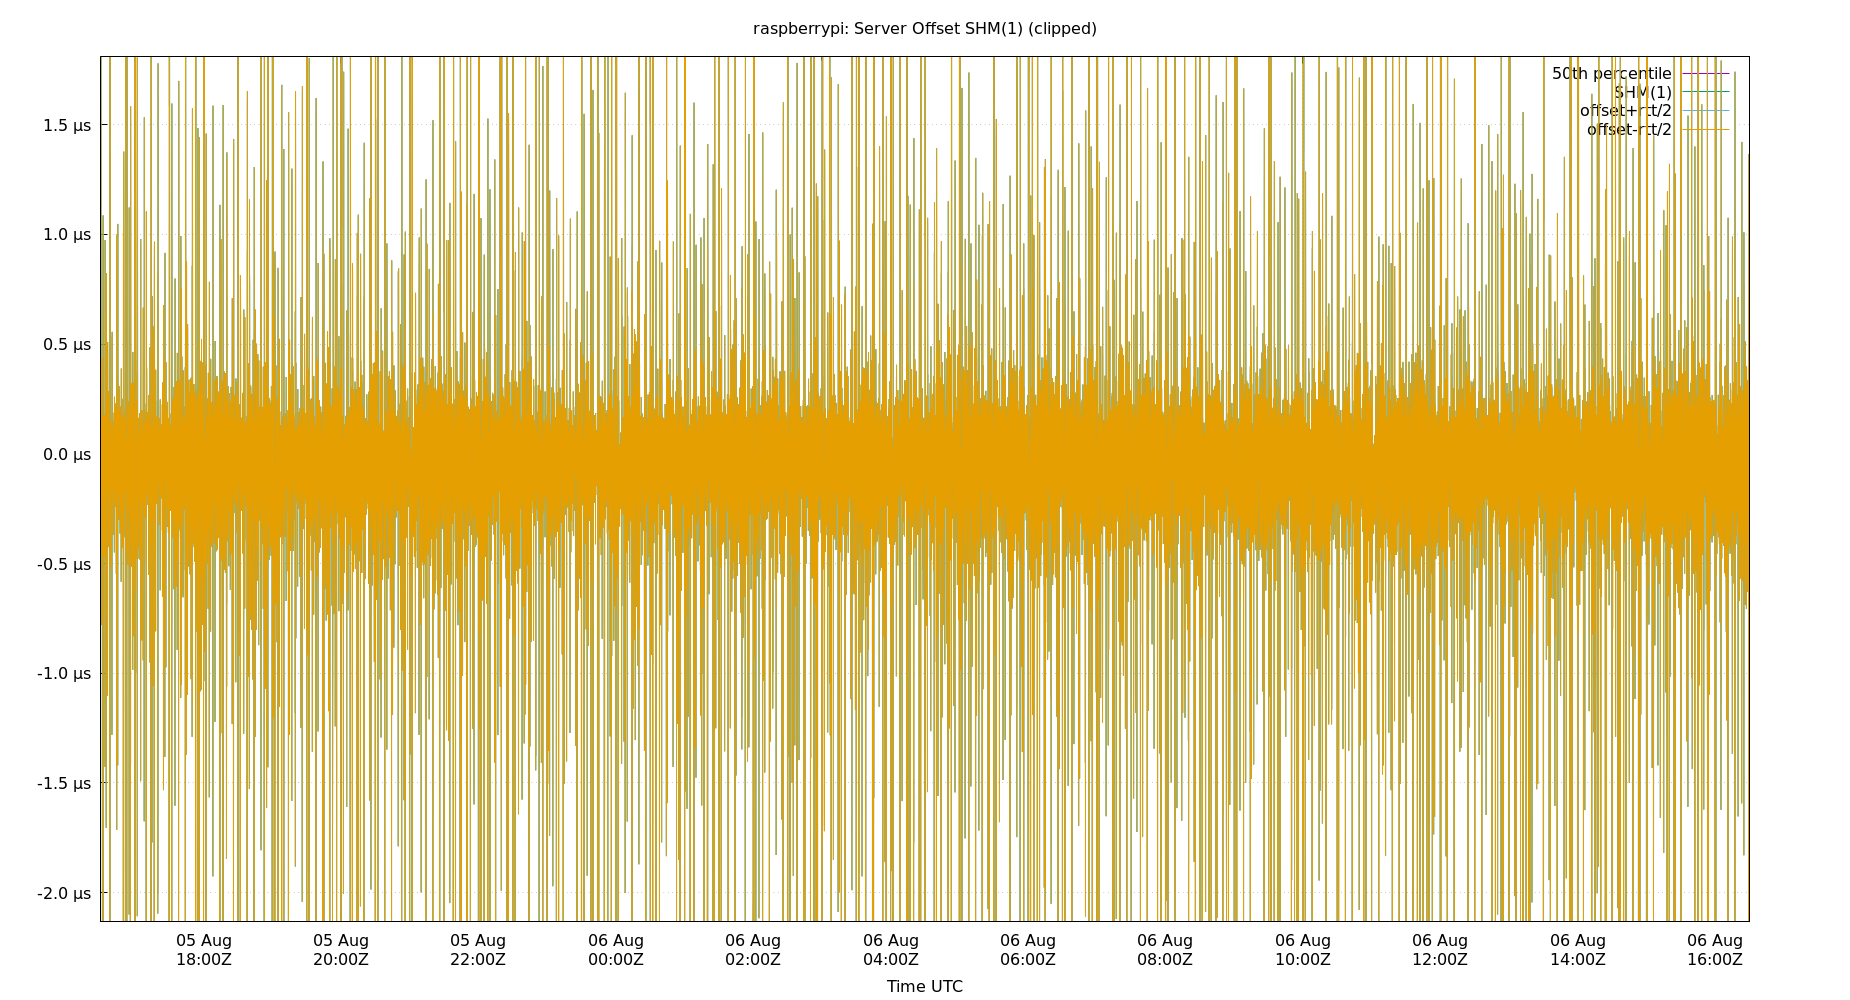 raspberrypi: Server Offset SHM(1) (clipped)
50th percentile
SHM(1)
offset+rtt/2
offset-rtt/2
1.5 µs
1.0 µs
0.5 µs
0.0 µs
-0.5 µs
-1.0 µs
-1.5 µs
-2.0 µs
05 Aug 05 Aug 05 Aug 06 Aug 06 Aug 06 Aug 06 Aug 06 Aug 06 Aug 06 Aug 06 Aug 06 Aug
18:00Z 20:00Z 22:00Z 00:00Z 02:00Z 04:00Z 06:00Z 08:00Z 10:00Z 12:00Z 14:00Z 16:00Z
Time UTC